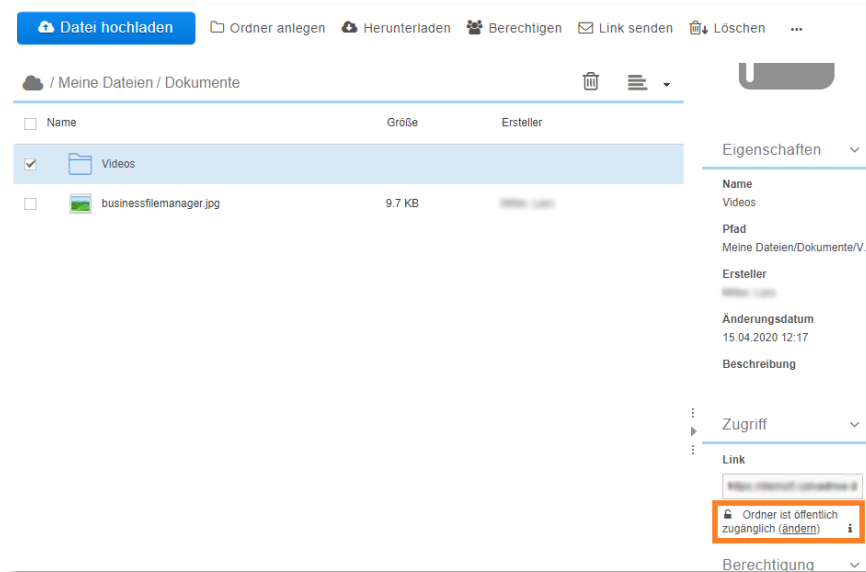 Datei hochladen Ordner anlegen Herunterladen Berechtigen Link senden Löschen ...
/ Meine Dateien / Dokumente
Name Größe Ersteller
Videos
businessfilemanager.jpg 9.7 KB
Eigenschaften
Name
Videos
Pfad
Meine Dateien/Dokumente/V.
Ersteller
Änderungsdatum
15.04.2020 12:17
Beschreibung
Zugriff
Link
Ordner ist öffentlich
zugänglich (ändern) i
Berechtigung